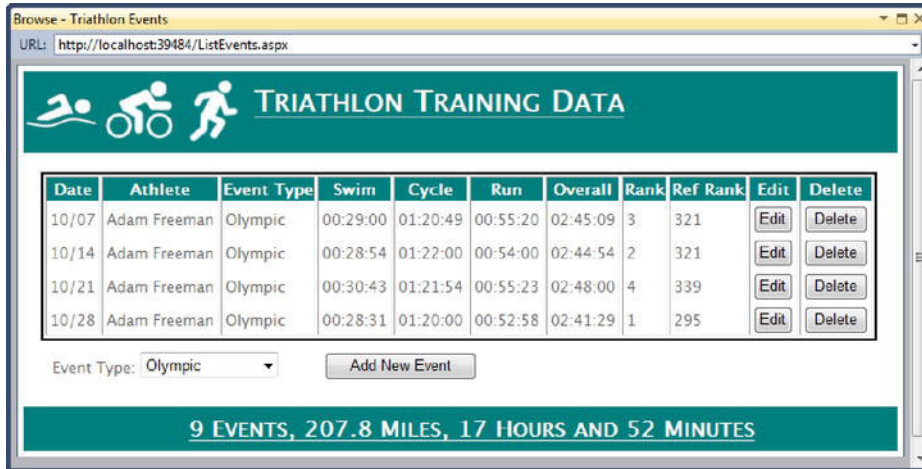 Browse - Triathlon Events
URL: http://localhost:39484/ListEvents.aspx
TRIATHLON TRAINING DATA
Date Athlete Event Type Swim Cycle Run Overall Rank Ref Rank Edit Delete
10/07 Adam Freeman Olympic 00:29:00 01:20:49 00:55:20 02:45:09 3 321 Edit Delete
10/14 Adam Freeman Olympic 00:28:54 01:22:00 00:54:00 02:44:54 2 321 Edit Delete
10/21 Adam Freeman Olympic 00:30:43 01:21:54 00:55:23 02:48:00 4 339 Edit Delete
10/28 Adam Freeman Olympic 00:28:31 01:20:00 00:52:58 02:41:29 1 295 Edit Delete
Event Type: Olympic Add New Event
9 EVENTS, 207.8 MILES, 17 HOURS AND 52 MINUTES